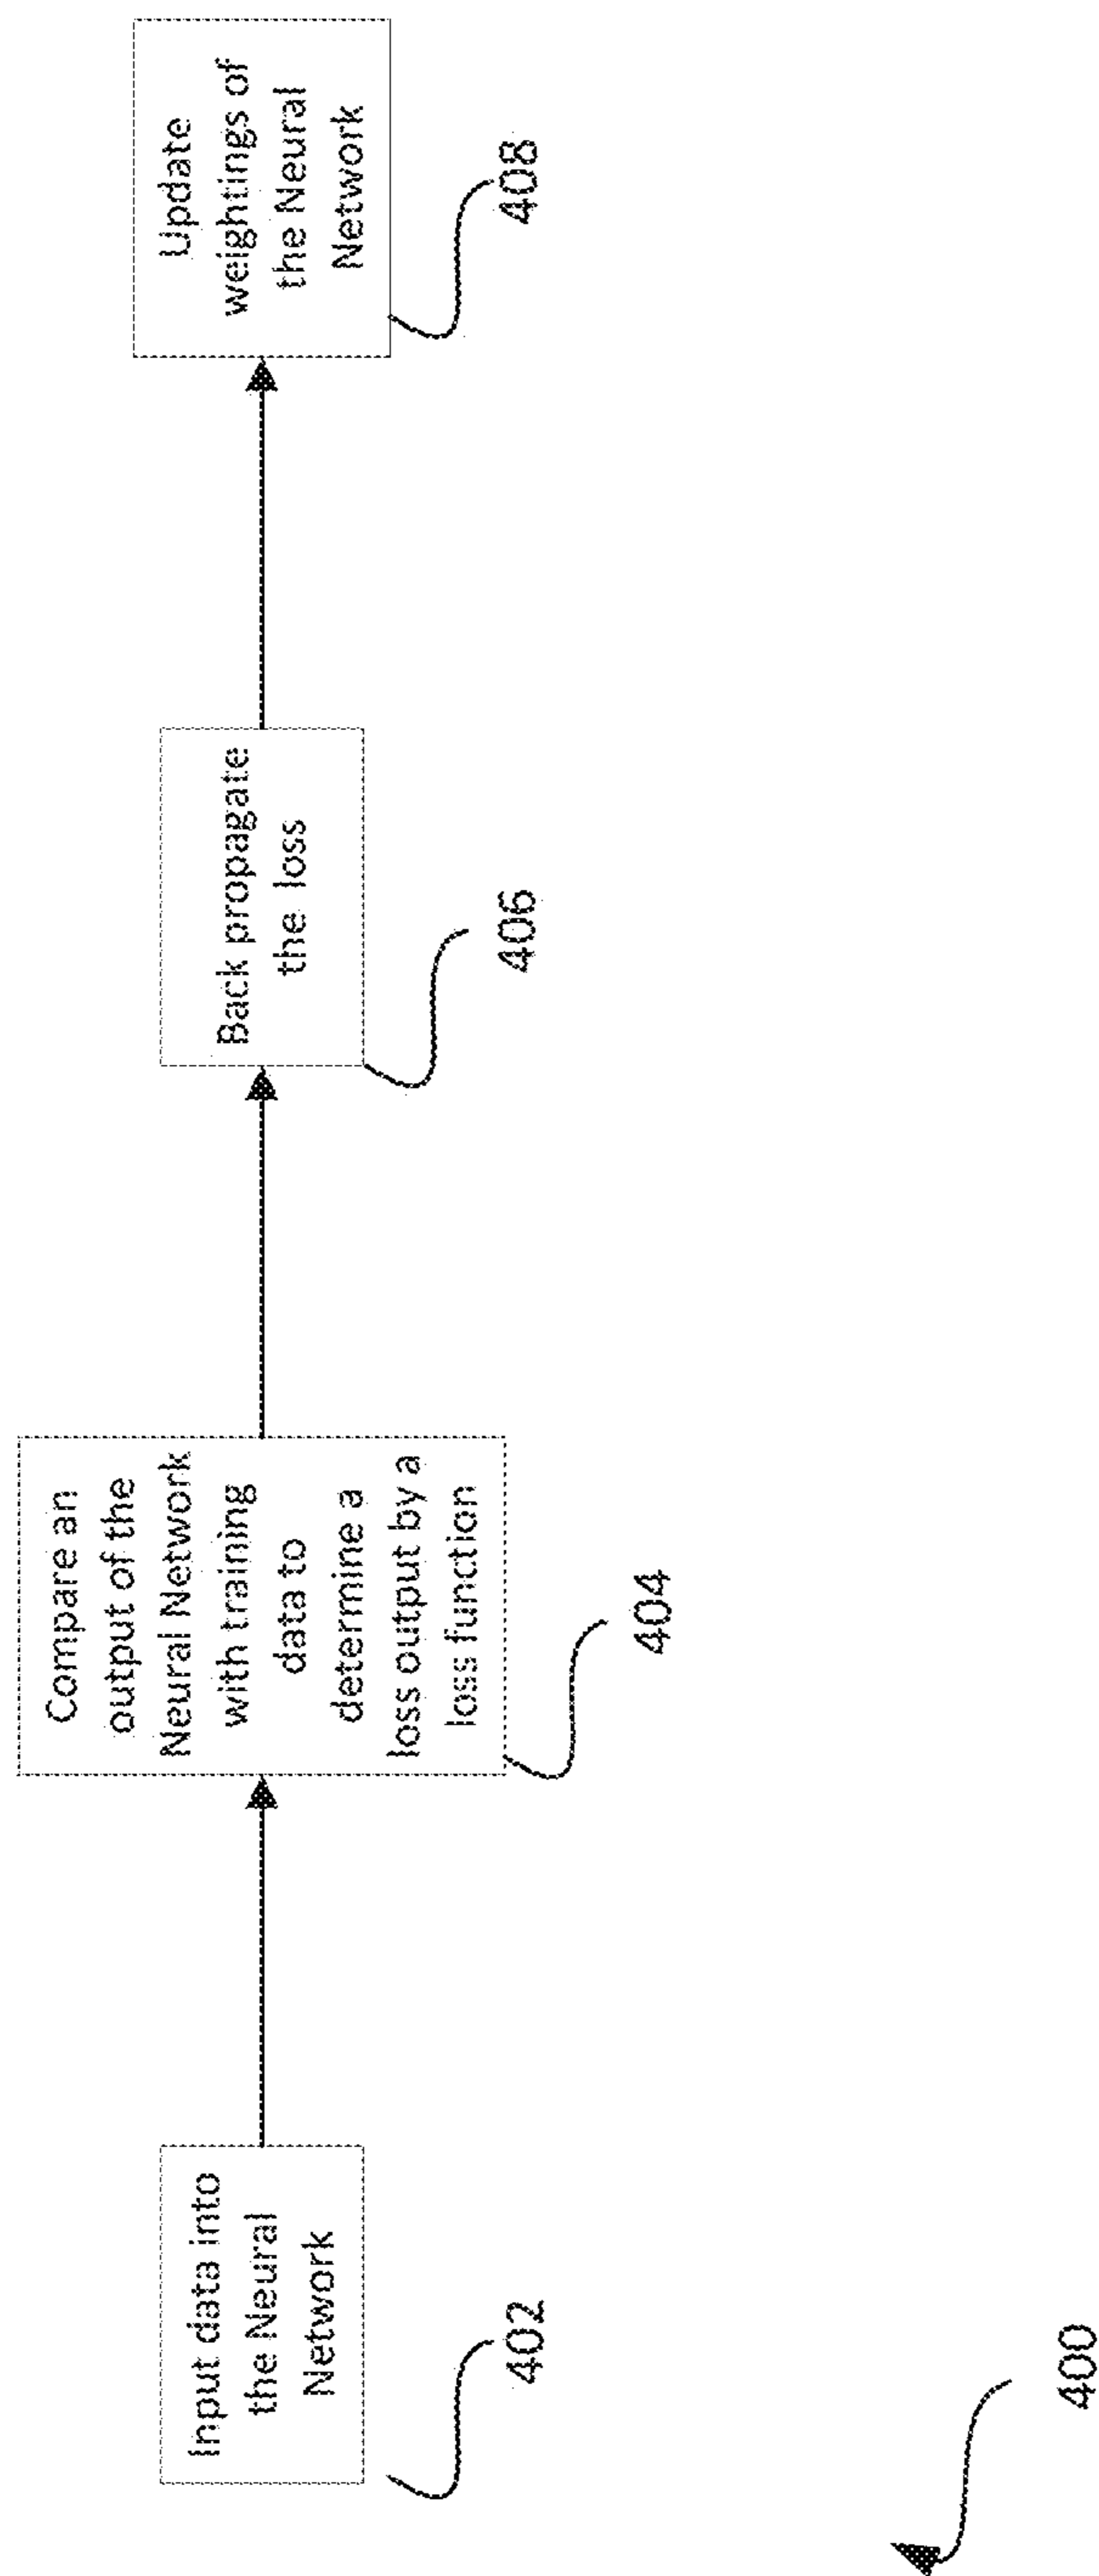 Input data into
the Neural
Network
402
Compare an
output of the
Neural Network
with training
data to
determine a
loss output by a
loss function
404
Back propagate
the loss
406
Update
weightings of
the Neural
Network
408
400